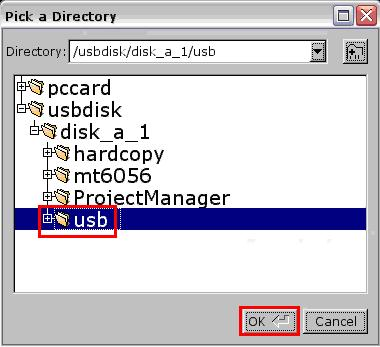 Pick a Directory
Directory: /usbdisk/disk_a_1/usb
pccard
usbdisk
disk_a_1
hardcopy
mt6056
ProjectManager
usb
OK Cancel